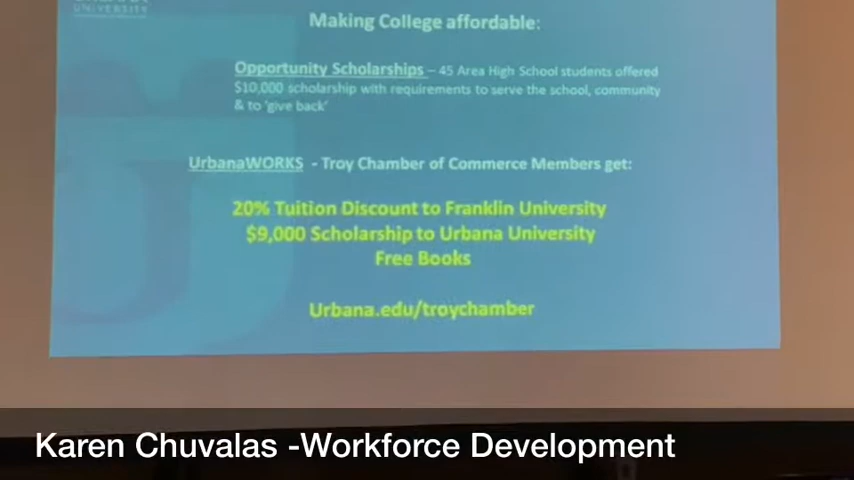 UNIVERSITY
Making College affordable:
Opportunity Scholarships – 45 Area High School students offered
$10,000 scholarship with requirements to serve the school, community
& to 'give back'
UrbanaWORKS - Troy Chamber of Commerce Members get:
20% Tuition Discount to Franklin University
$9,000 Scholarship to Urbana University
Free Books
Urbana.edu/troychamber
Karen Chuvalas -Workforce Development